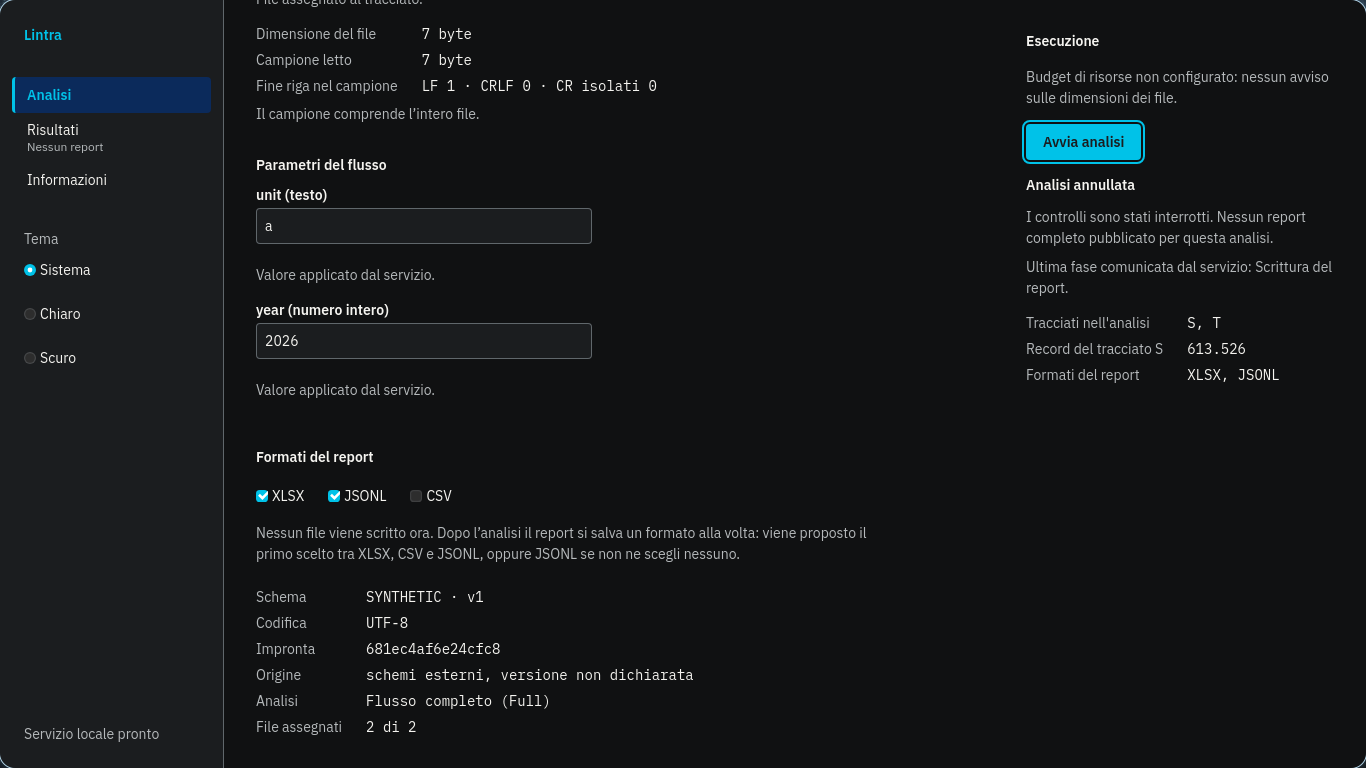 Lintra
Analisi
Risultati
Nessun report
Informazioni
Tema
Sistema
Chiaro
Scuro
Servizio locale pronto
File assegnato al tracciato.
Dimensione del file 7 byte
Campione letto 7 byte
Fine riga nel campione LF 1 · CRLF 0 · CR isolati 0
Il campione comprende l’intero file.
Parametri del flusso
unit (testo)
a
Valore applicato dal servizio.
year (numero intero)
2026
Valore applicato dal servizio.
Formati del report
XLSX JSONL CSV
Nessun file viene scritto ora. Dopo l’analisi il report si salva un formato alla volta: viene proposto il
primo scelto tra XLSX, CSV e JSONL, oppure JSONL se non ne scegli nessuno.
Schema SYNTHETIC · v1
Codifica UTF-8
Impronta 681ec4af6e24cfc8
Origine schemi esterni, versione non dichiarata
Analisi Flusso completo (Full)
File assegnati 2 di 2
Esecuzione
Budget di risorse non configurato: nessun avviso
sulle dimensioni dei file.
Avvia analisi
Analisi annullata
I controlli sono stati interrotti. Nessun report
completo pubblicato per questa analisi.
Ultima fase comunicata dal servizio: Scrittura del
report.
Tracciati nell'analisi S, T
Record del tracciato S 613.526
Formati del report XLSX, JSONL